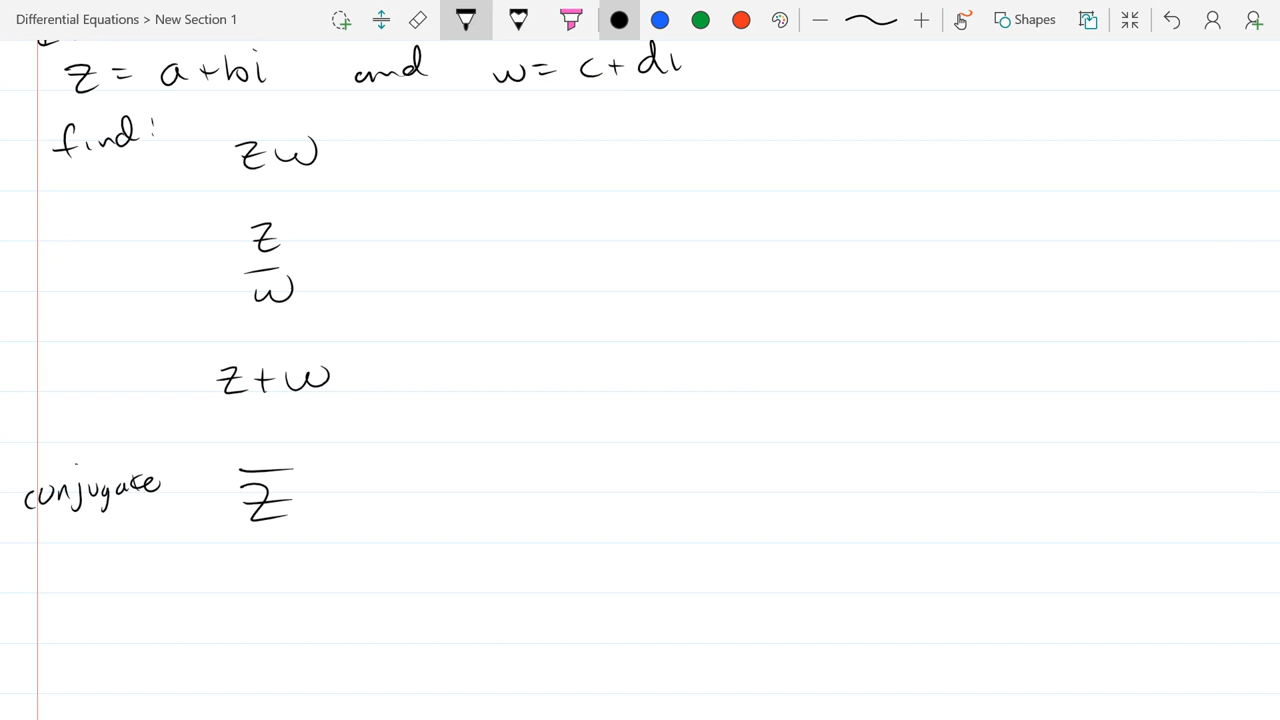 Differential Equations > New Section 1
Shapes
z = a+bi and w = c+di
find:
zw
z
w
z+w
conjugate z̅